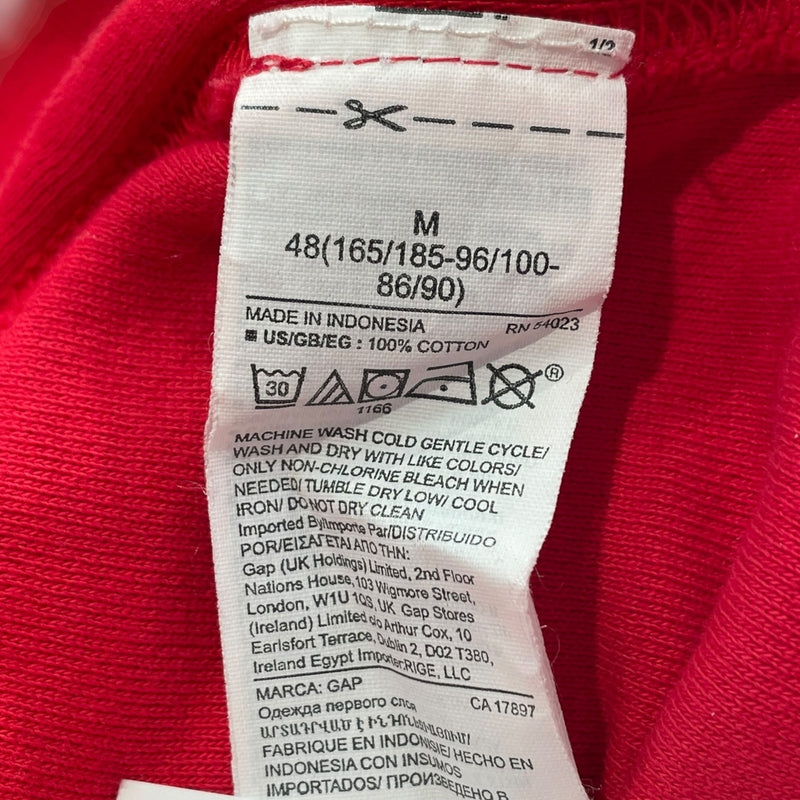 1/2
M
48(165/185-96/100-
86/90)
MADE IN INDONESIA RN 54023
US/GB/EG : 100% COTTON
30 ®
1166
MACHINE WASH COLD GENTLE CYCLE/
WASH AND DRY WITH LIKE COLORS/
ONLY NON-CHLORINE BLEACH WHEN
NEEDED/ TUMBLE DRY LOW/ COOL
IRON/ DO NOT DRY CLEAN
Imported By/Importe Par/DISTRIBUIDO
POR/ΕΙΣΑΓΕΤΑΙ ΑΠΟ ΤΗΝ:
Gap (UK Holdings) Limited, 2nd Floor
Nations House, 103 Wigmore Street,
London, W1U 1QS, UK Gap Stores
(Ireland) Limited c/o Arthur Cox, 10
Earlsfort Terrace, Dublin 2, D02 T380,
Ireland Egypt Importer:RIGE, LLC
MARCA: GAP CA 17897
Одежда первого слоя
ԱՐՏԱԴՐՎԱԾ Է ԻՆԴՈՆԵԶԻԱՅՈՒՄ/
FABRIQUE EN INDONESIE/ HECHO EN
INDONESIA CON INSUMOS
IMPORTADOS/ ПРОИЗВЕДЕНО В